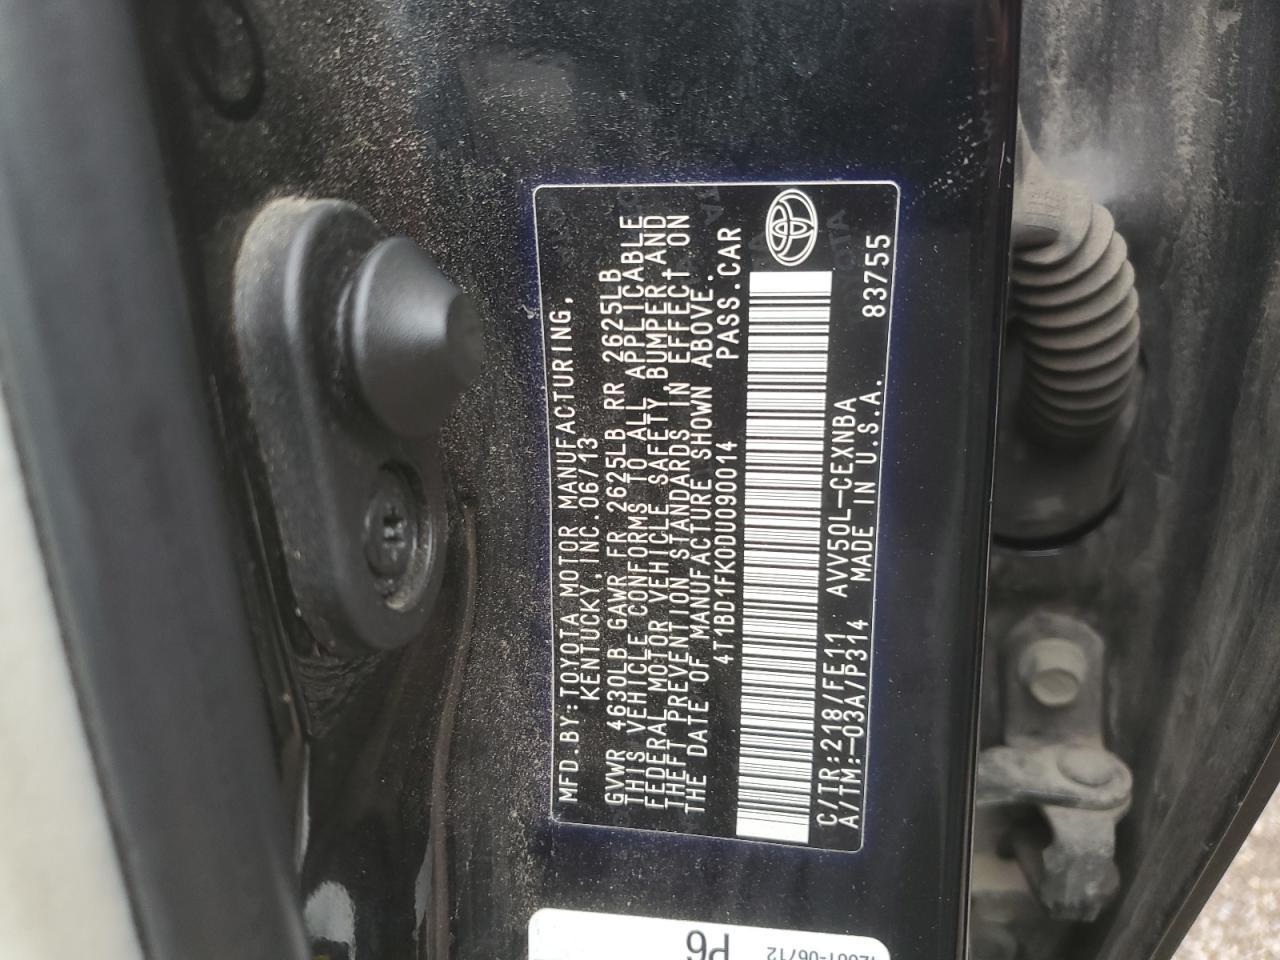 MFD.BY:TOYOTA MOTOR MANUFACTURING,
KENTUCKY,INC. 06/13
GVWR 4630LB GAWR FR 2625LB RR 2625LB
THIS VEHICLE CONFORMS TO ALL APPLICABLE
FEDERAL MOTOR VEHICLE SAFETY,BUMPER,AND
THEFT PREVENTION STANDARDS IN EFFECT ON
THE DATE OF MANUFACTURE SHOWN ABOVE.
4T1BD1FK0DU090014 PASS.CAR
C/TR:218/FE11 AVV50L-CEXNBA 83755
A/TM:-03A/P314 MADE IN U.S.A.
P6